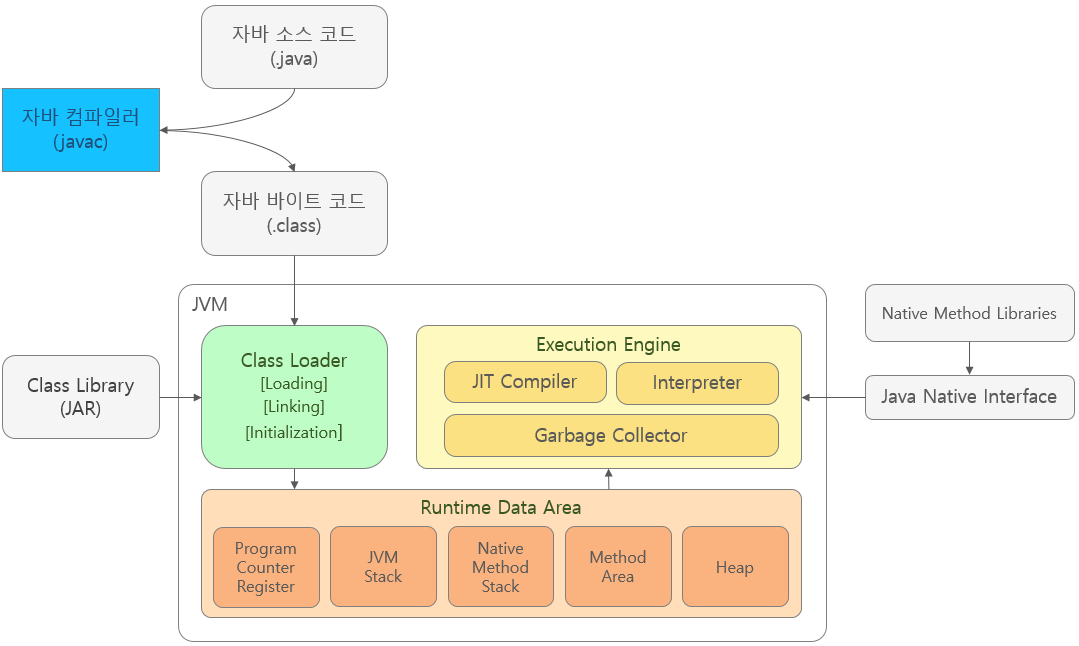 자바 소스 코드
(.java)
자바 컴파일러
(javac)
자바 바이트 코드
(.class)
JVM
Class Library
(JAR)
Class Loader
[Loading]
[Linking]
[Initialization]
Execution Engine
JIT Compiler
Interpreter
Garbage Collector
Native Method Libraries
Java Native Interface
Runtime Data Area
Program
Counter
Register
JVM
Stack
Native
Method
Stack
Method
Area
Heap